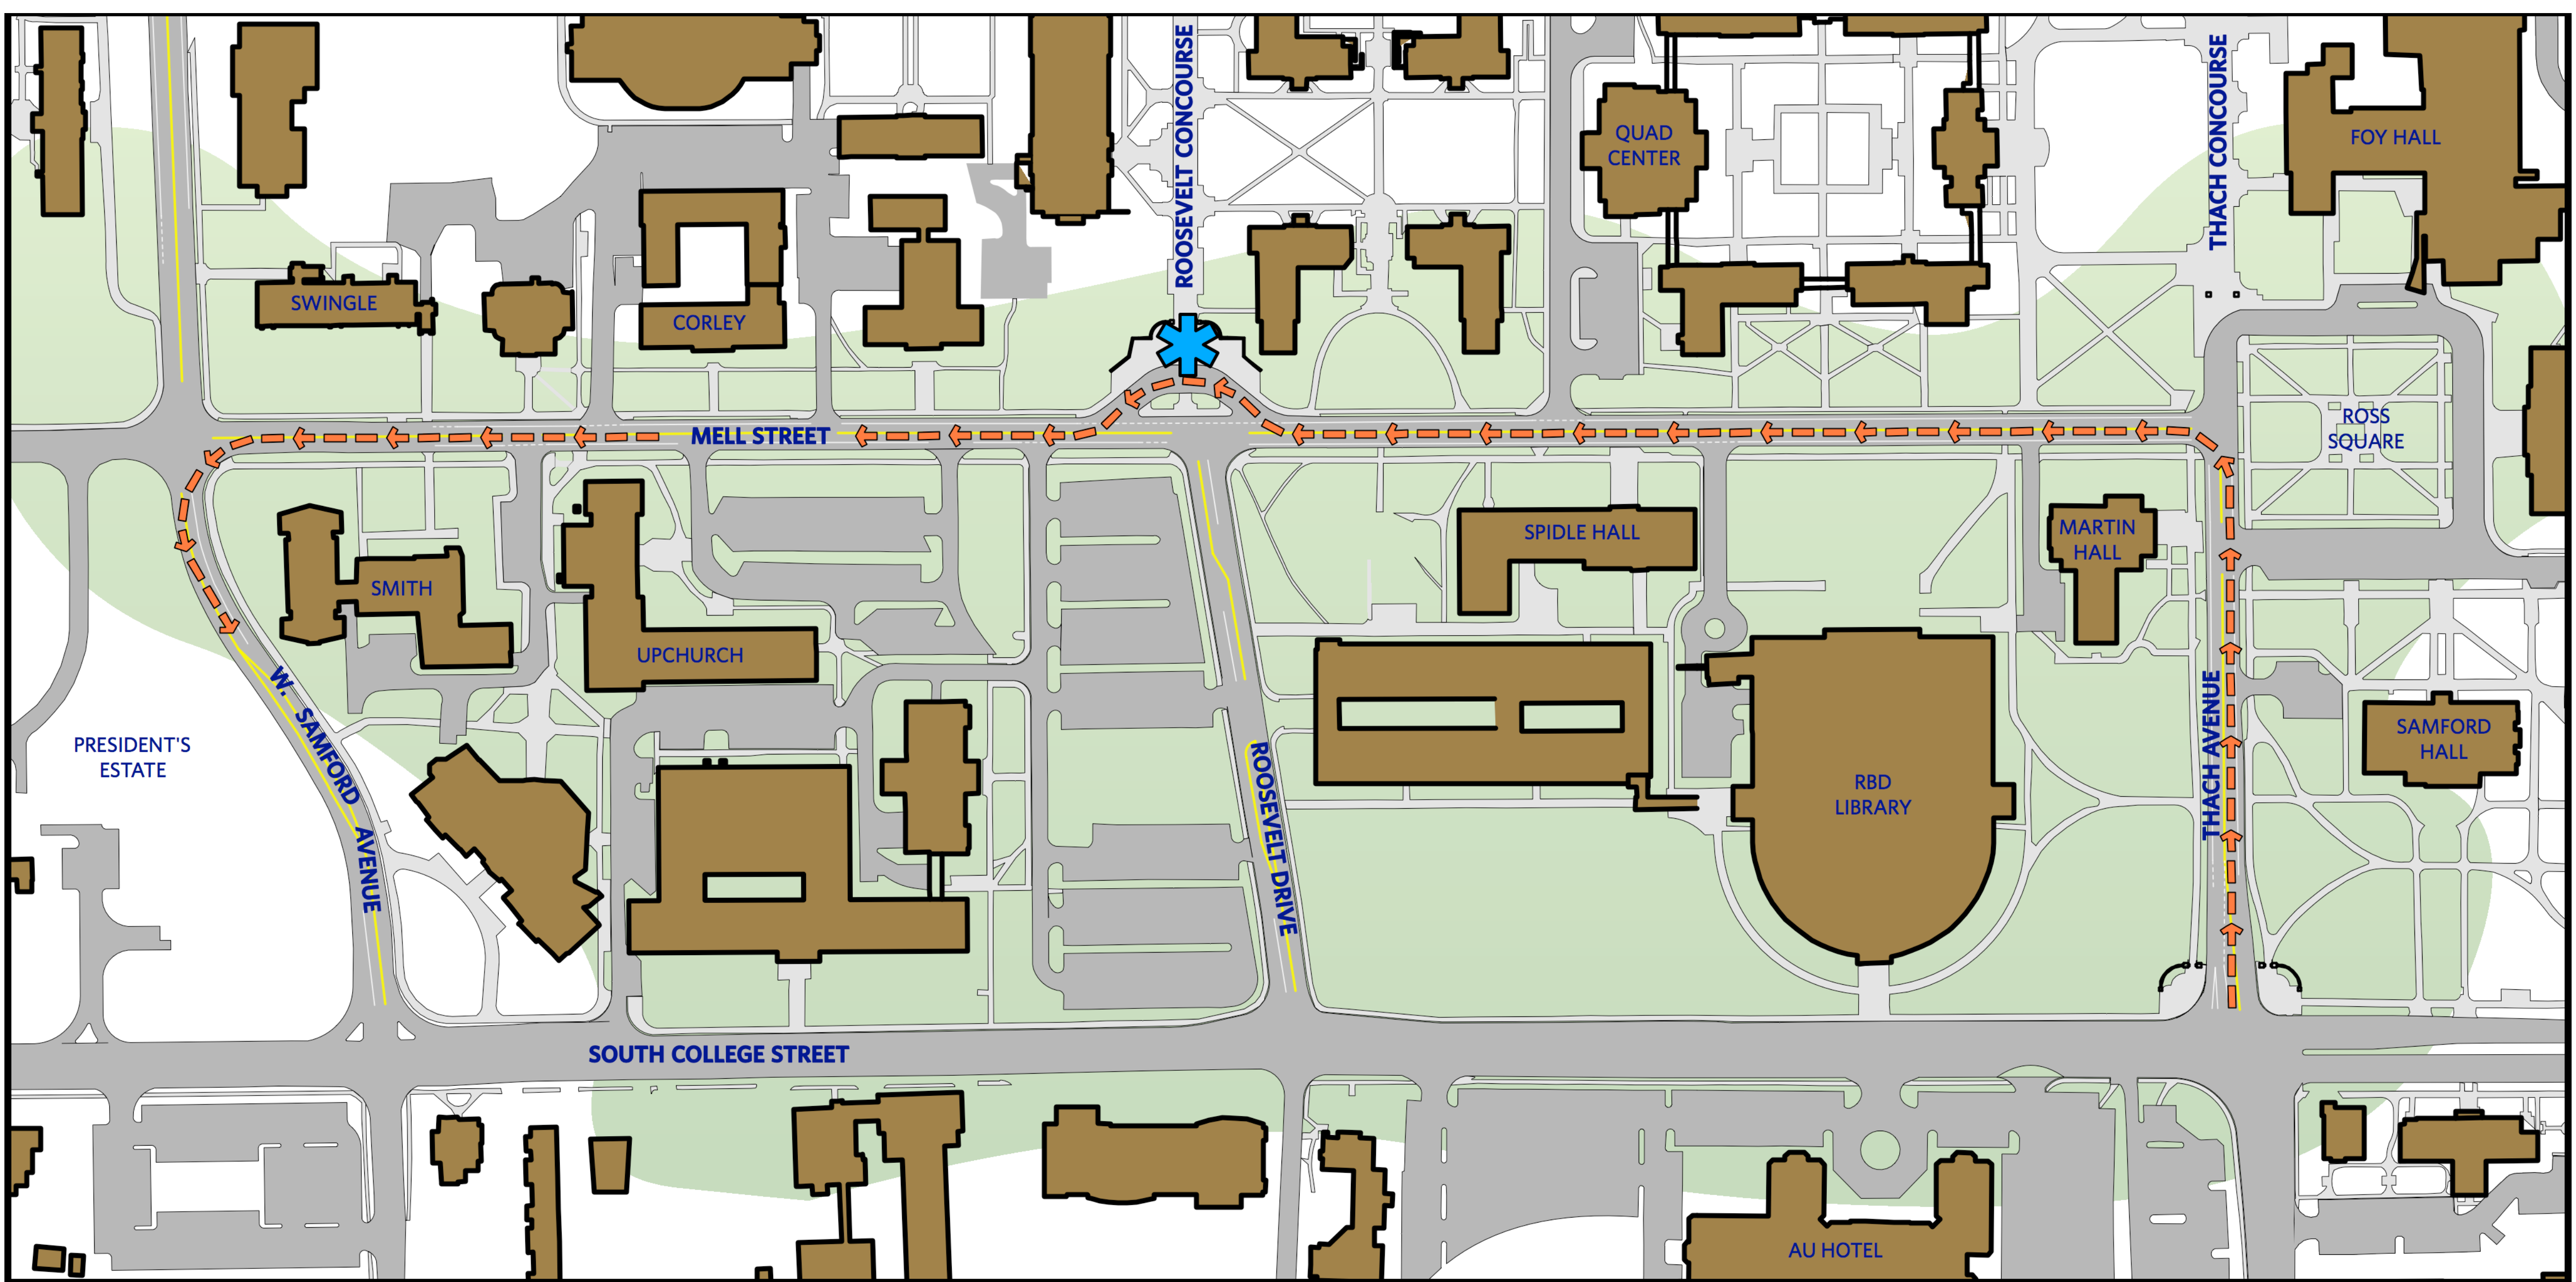 ROOSEVELT CONCOURSE
THACH CONCOURSE
QUAD
CENTER
FOY HALL
SWINGLE
CORLEY
MELL STREET
ROSS
SQUARE
SPIDLE HALL
MARTIN
HALL
SMITH
UPCHURCH
W. SAMFORD AVENUE
PRESIDENT'S
ESTATE
ROOSEVELT DRIVE
RBD
LIBRARY
THACH AVENUE
SAMFORD
HALL
SOUTH COLLEGE STREET
AU HOTEL